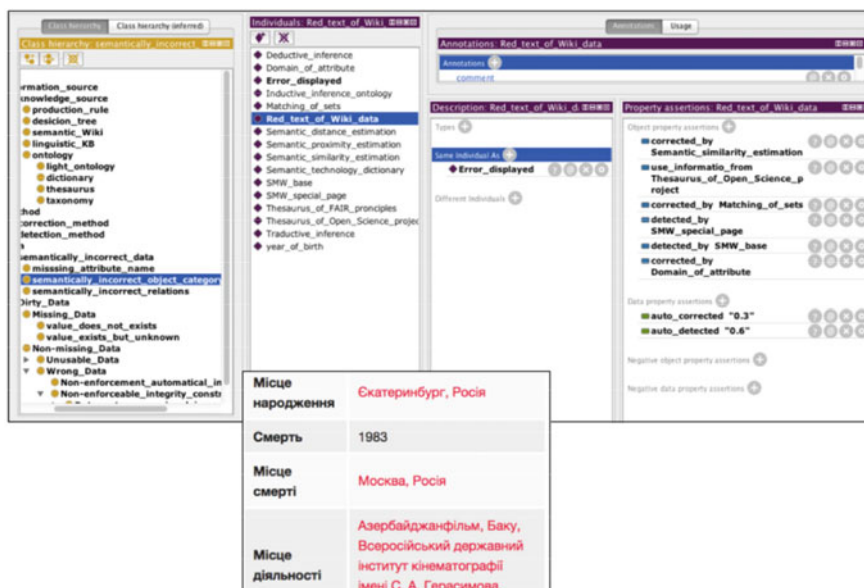 Class hierarchy
Class hierarchy (inferred)
Class hierarchy: semantically_incorrect_
ormation_source
knowledge_source
production_rule
desicion_tree
semantic_Wiki
linguistic_KB
ontology
light_ontology
dictionary
thesaurus
taxonomy
thod
correction_method
detection_method
a
semantically_incorrect_data
misssing_attribute_name
semantically_incorrect_object_categor
semantically_incorrect_relations
Dirty_Data
Missing_Data
value_does_not_exists
value_exists_but_unknown
Non-missing_Data
Unusable_Data
Wrong_Data
Non-enforcement_automatical_in
Non-enforceable_integrity_constr
Individuals: Red_text_of_Wiki_data
Deductive_inference
Domain_of_attribute
Error_displayed
Inductive_inference_ontology
Matching_of_sets
Red_text_of_Wiki_data
Semantic_distance_estimation
Semantic_proximity_estimation
Semantic_similarity_estimation
Semantic_technology_dictionary
SMW_base
SMW_special_page
Thesaurus_of_FAIR_pronciples
Thesaurus_of_Open_Science_projec
Traductive_inference
year_of_birth
Annotations
Usage
Annotations: Red_text_of_Wiki_data
Annotations
comment
Description: Red_text_of_Wiki_d
Types
Same Individual As
Error_displayed
Different Individuals
Property assertions: Red_text_of_Wiki_data
Object property assertions
corrected_by
Semantic_similarity_estimation
use_informatio_from
Thesaurus_of_Open_Science_p
roject
corrected_by Matching_of_sets
detected_by
SMW_special_page
detected_by SMW_base
corrected_by
Domain_of_attribute
Data property assertions
auto_corrected "0.3"
auto_detected "0.6"
Negative object property assertions
Negative data property assertions
Місце
народження
Єкатеринбург, Росія
Смерть
1983
Місце
смерті
Москва, Росія
Місце
діяльності
Азербайджанфільм, Баку,
Всеросійський державний
інститут кінематографії
імені С. А. Герасимова